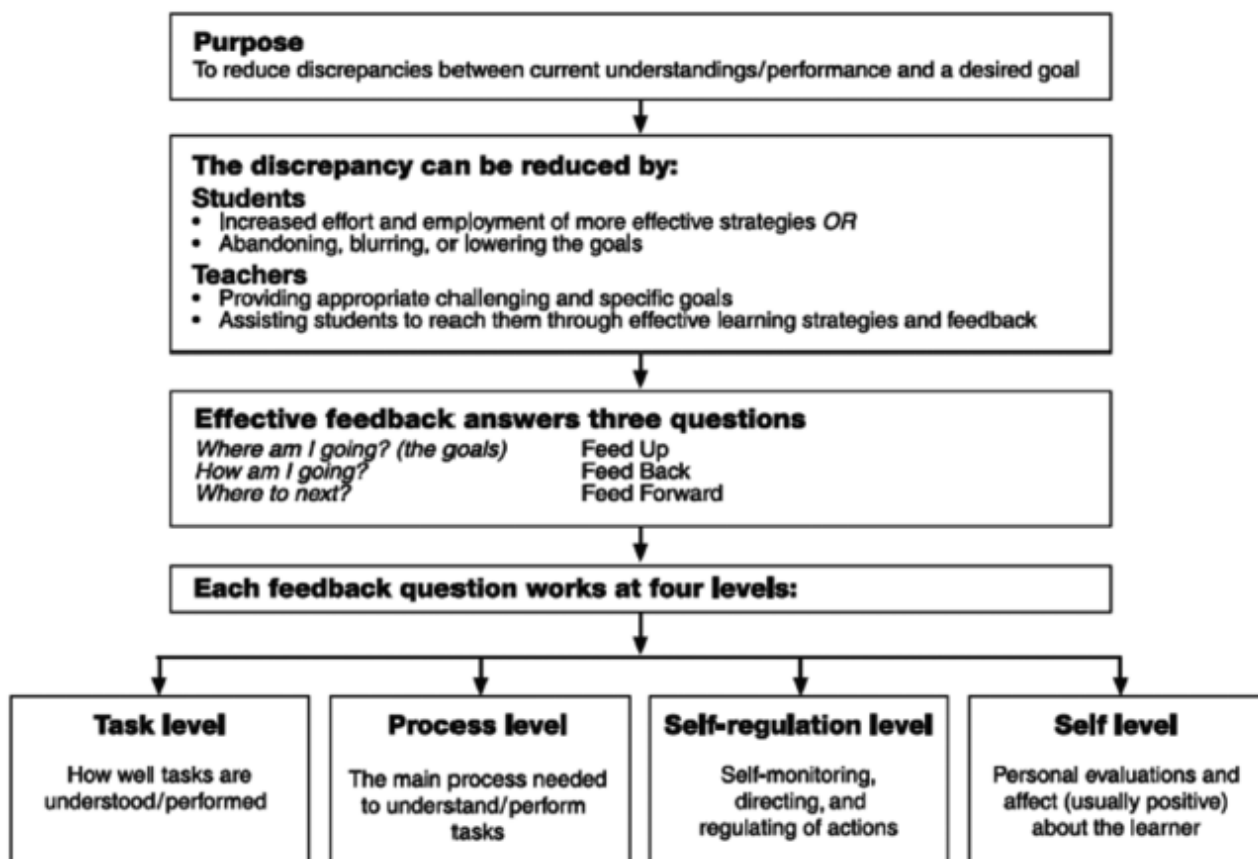 Purpose
To reduce discrepancies between current understandings/performance and a desired goal
The discrepancy can be reduced by:
Students
• Increased effort and employment of more effective strategies OR
• Abandoning, blurring, or lowering the goals
Teachers
• Providing appropriate challenging and specific goals
• Assisting students to reach them through effective learning strategies and feedback
Effective feedback answers three questions
Where am I going? (the goals) Feed Up
How am I going? Feed Back
Where to next? Feed Forward
Each feedback question works at four levels:
Task level
How well tasks are
understood/performed
Process level
The main process needed
to understand/perform
tasks
Self-regulation level
Self-monitoring,
directing, and
regulating of actions
Self level
Personal evaluations and
affect (usually positive)
about the learner